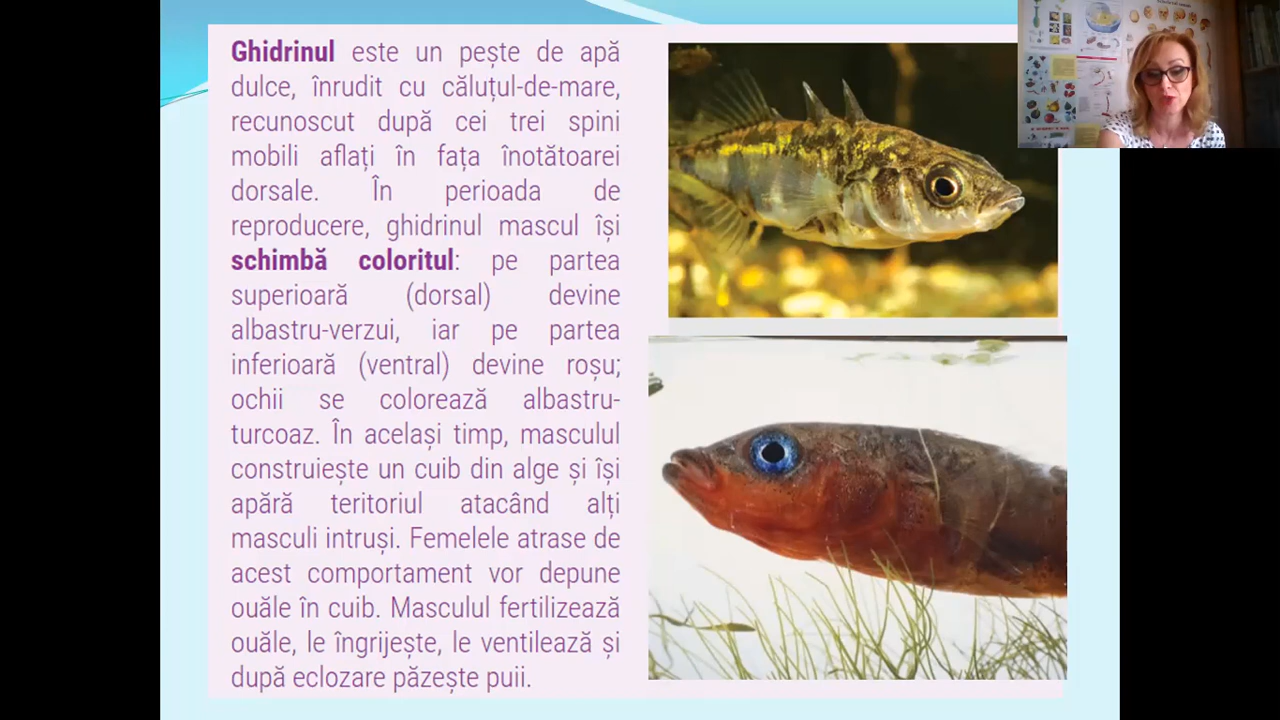 Ghidrinul este un pește de apă
dulce, înrudit cu căluțul-de-mare,
recunoscut după cei trei spini
mobili aflați în fața înotătoarei
dorsale. În perioada de
reproducere, ghidrinul mascul își
schimbă coloritul: pe partea
superioară (dorsal) devine
albastru-verzui, iar pe partea
inferioară (ventral) devine roșu;
ochii se colorează albastru-
turcoaz. În același timp, masculul
construiește un cuib din alge și își
apără teritoriul atacând alți
masculi intruși. Femelele atrase de
acest comportament vor depune
ouăle în cuib. Masculul fertilizează
ouăle, le îngrijește, le ventilează și
după eclozare păzește puii.